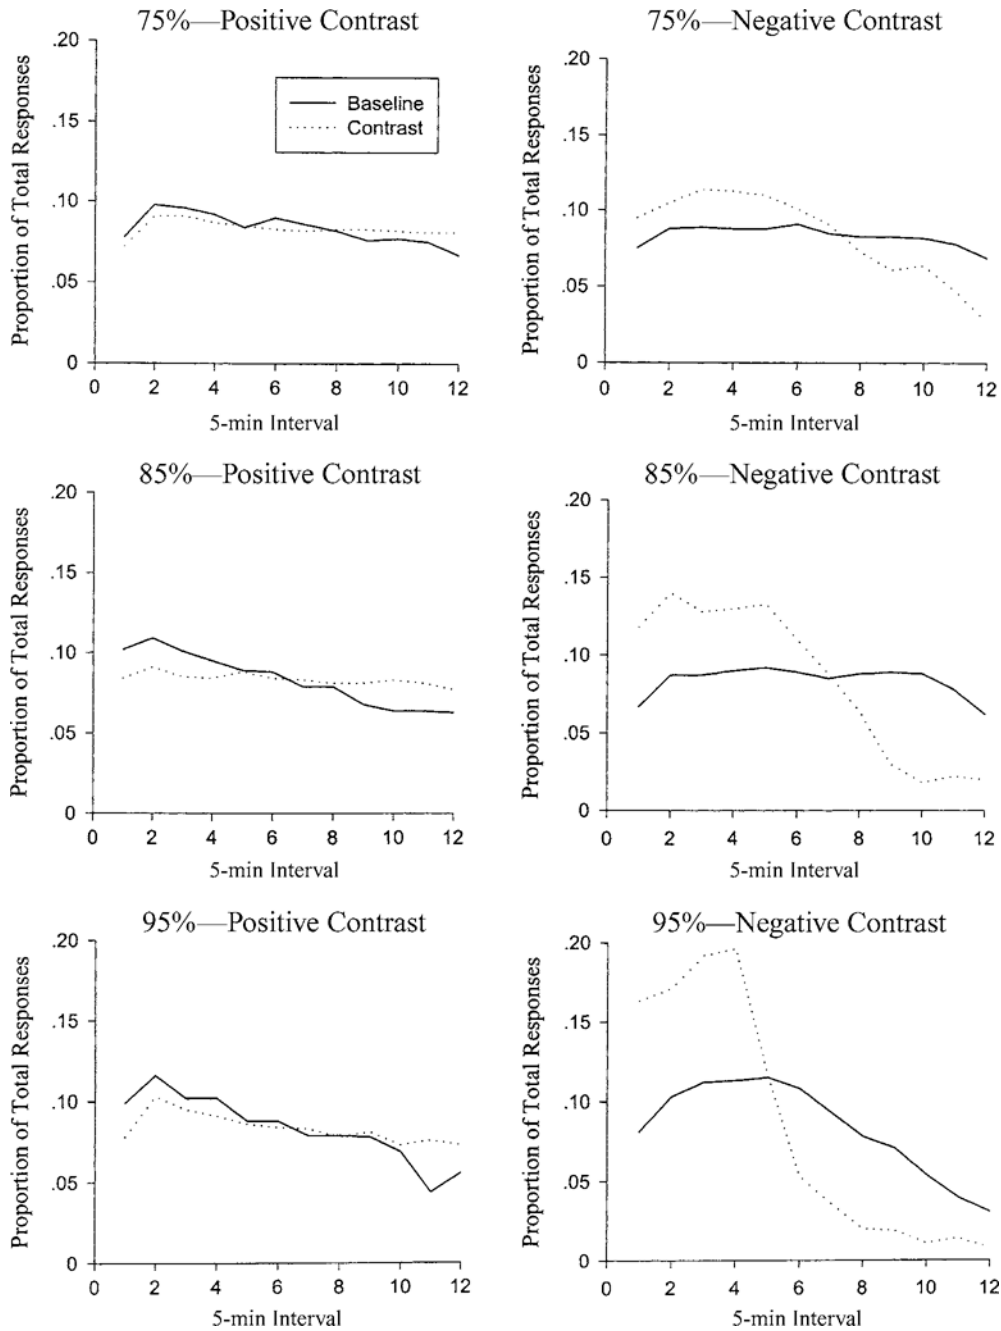 75%—Positive Contrast
.20
.15
.10
.05
0
Proportion of Total Responses
Baseline
Contrast
0 2 4 6 8 10 12
5-min Interval
75%—Negative Contrast
.20
.15
.10
.05
0
Proportion of Total Responses
0 2 4 6 8 10 12
5-min Interval
85%—Positive Contrast
.20
.15
.10
.05
0
Proportion of Total Responses
0 2 4 6 8 10 12
5-min Interval
85%—Negative Contrast
.20
.15
.10
.05
0
Proportion of Total Responses
0 2 4 6 8 10 12
5-min Interval
95%—Positive Contrast
.20
.15
.10
.05
0
Proportion of Total Responses
0 2 4 6 8 10 12
5-min Interval
95%—Negative Contrast
.20
.15
.10
.05
0
Proportion of Total Responses
0 2 4 6 8 10 12
5-min Interval